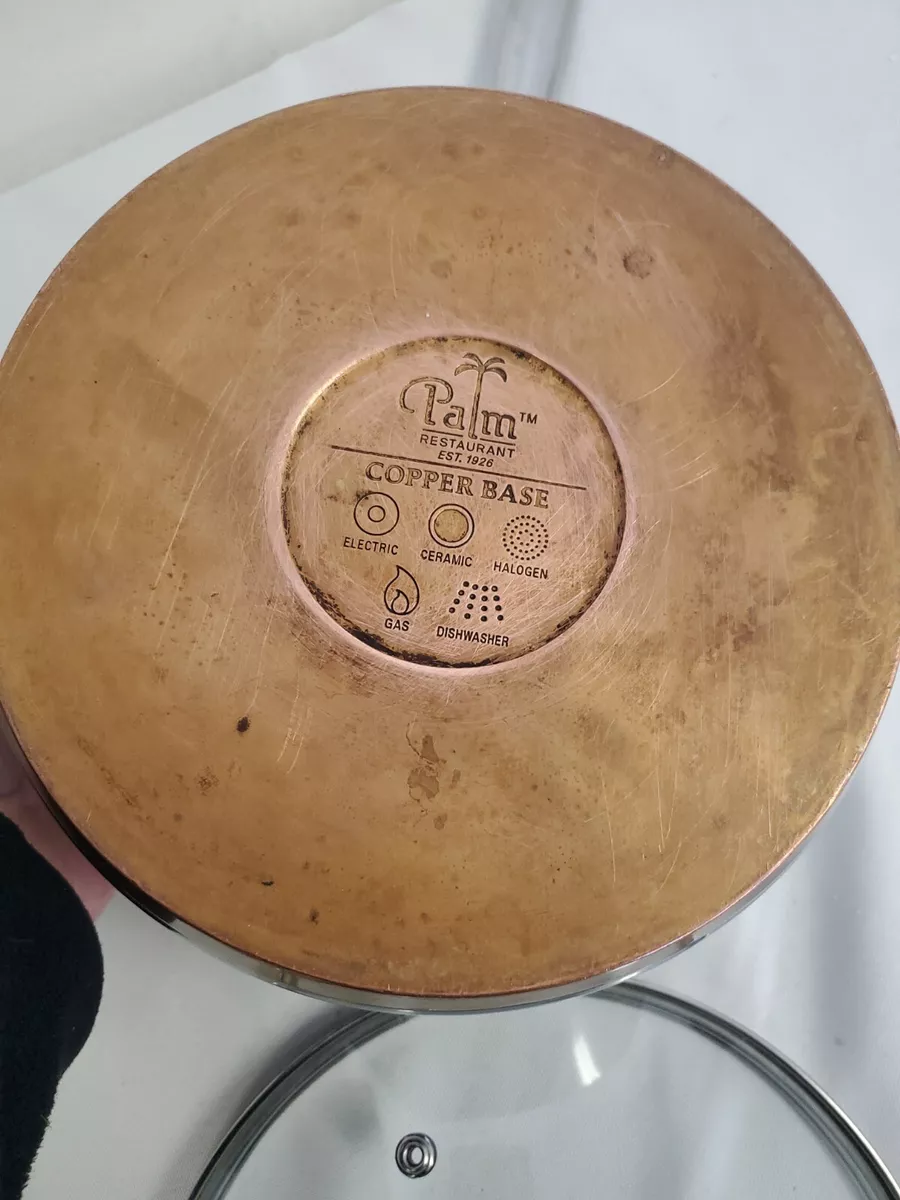 Palm™
RESTAURANT
EST. 1926
COPPER BASE
ELECTRIC CERAMIC HALOGEN
GAS DISHWASHER